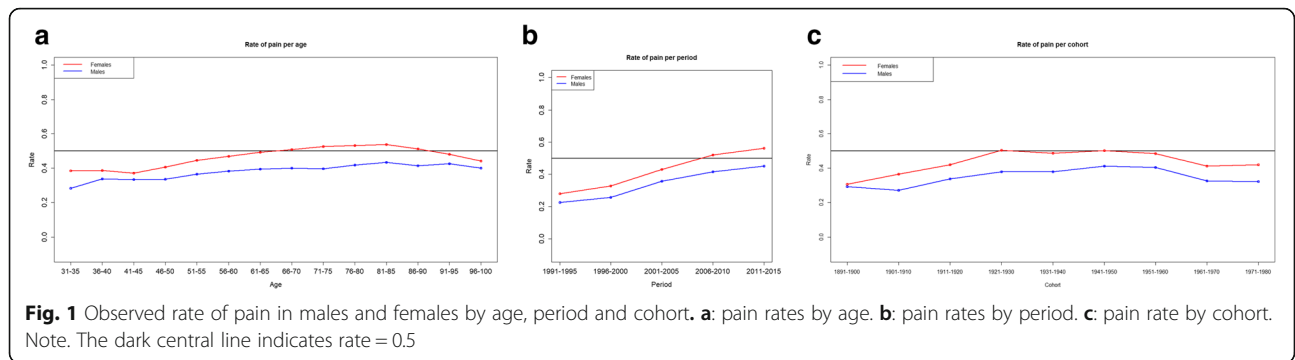 a
Rate of pain per age
Females
Males
Rate
1.0
0.8
0.6
0.4
0.2
0.0
31-35 36-40 41-45 46-50 51-55 56-60 61-65 66-70 71-75 76-80 81-85 86-90 91-95 96-100
Age
b
Rate of pain per period
Females
Males
Rate
1.0
0.8
0.6
0.4
0.2
0.0
1991-1995 1996-2000 2001-2005 2006-2010 2011-2015
Period
c
Rate of pain per cohort
Females
Males
Rate
1.0
0.8
0.6
0.4
0.2
0.0
1891-1900 1901-1910 1911-1920 1921-1930 1931-1940 1941-1950 1951-1960 1961-1970 1971-1980
Cohort
Fig. 1 Observed rate of pain in males and females by age, period and cohort. a: pain rates by age. b: pain rates by period. c: pain rate by cohort.
Note. The dark central line indicates rate = 0.5